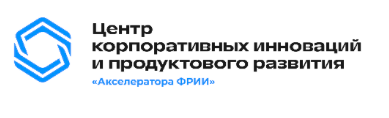 Центр
корпоративных инноваций
и продуктового развития
«Акселератора ФРИИ»